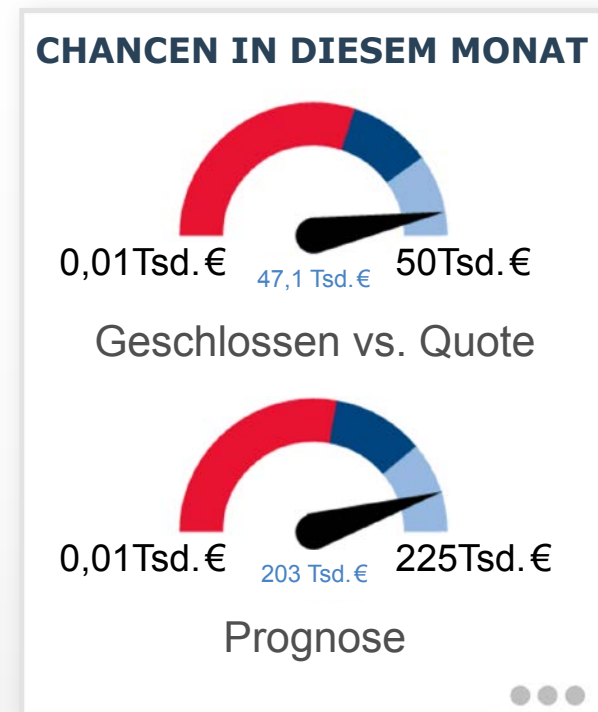 CHANCEN IN DIESEM MONAT
0,01Tsd.€ 47,1 Tsd.€ 50Tsd.€
Geschlossen vs. Quote
0,01Tsd.€ 203 Tsd.€ 225Tsd.€
Prognose